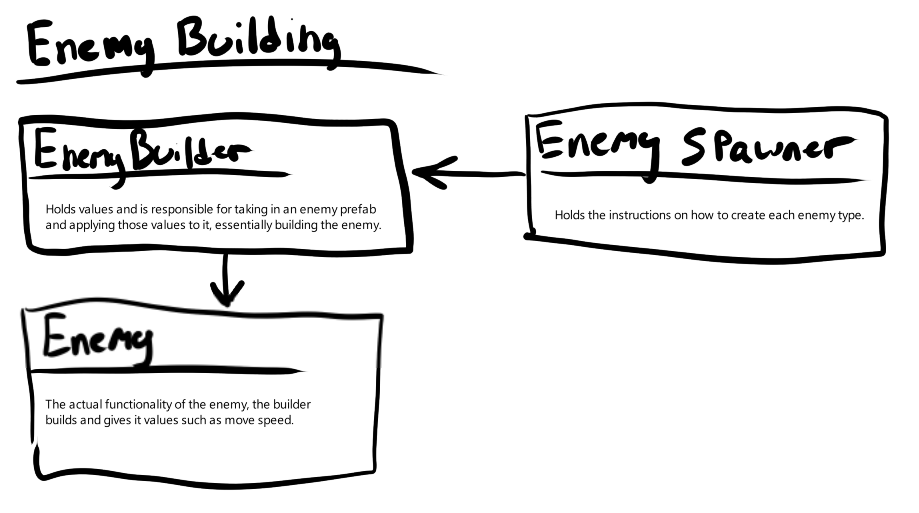 Enemy Building
Enemy Builder
Holds values and is responsible for taking in an enemy prefab
and applying those values to it, essentially building the enemy.
Enemy Spawner
Holds the instructions on how to create each enemy type.
Enemy
The actual functionality of the enemy, the builder
builds and gives it values such as move speed.